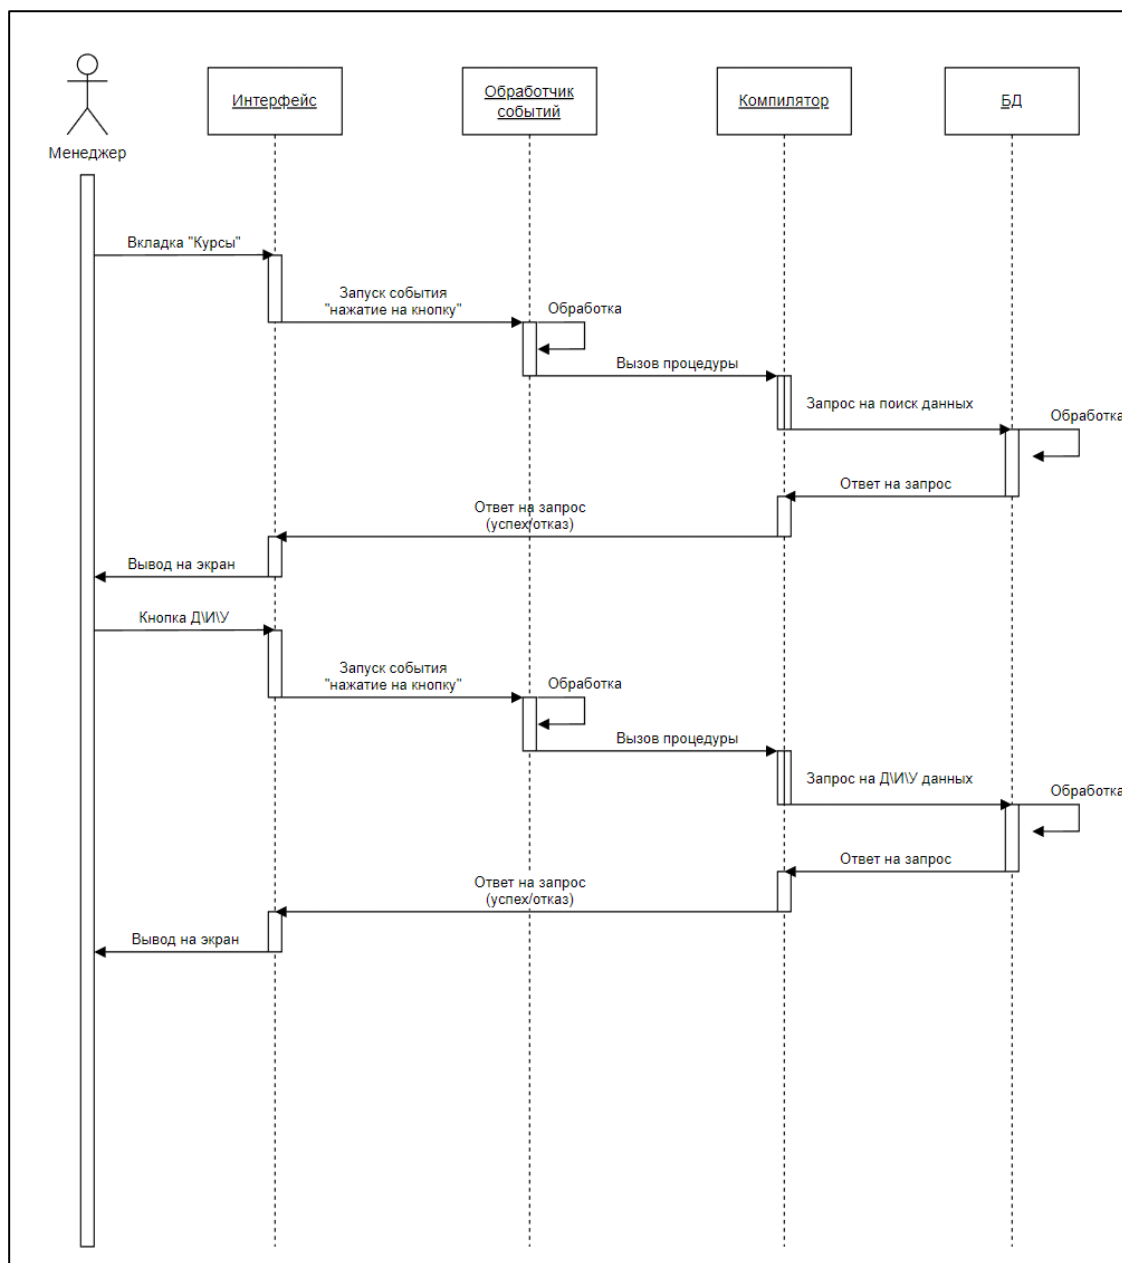 Менеджер
Интерфейс
Обработчик
событий
Компилятор
БД
Вкладка "Курсы"
Запуск события
"нажатие на кнопку"
Обработка
Вызов процедуры
Запрос на поиск данных
Обработка
Ответ на запрос
Ответ на запрос
(успех/отказ)
Вывод на экран
Кнопка Д\И\У
Запуск события
"нажатие на кнопку"
Обработка
Вызов процедуры
Запрос на Д\И\У данных
Обработка
Ответ на запрос
Ответ на запрос
(успех/отказ)
Вывод на экран